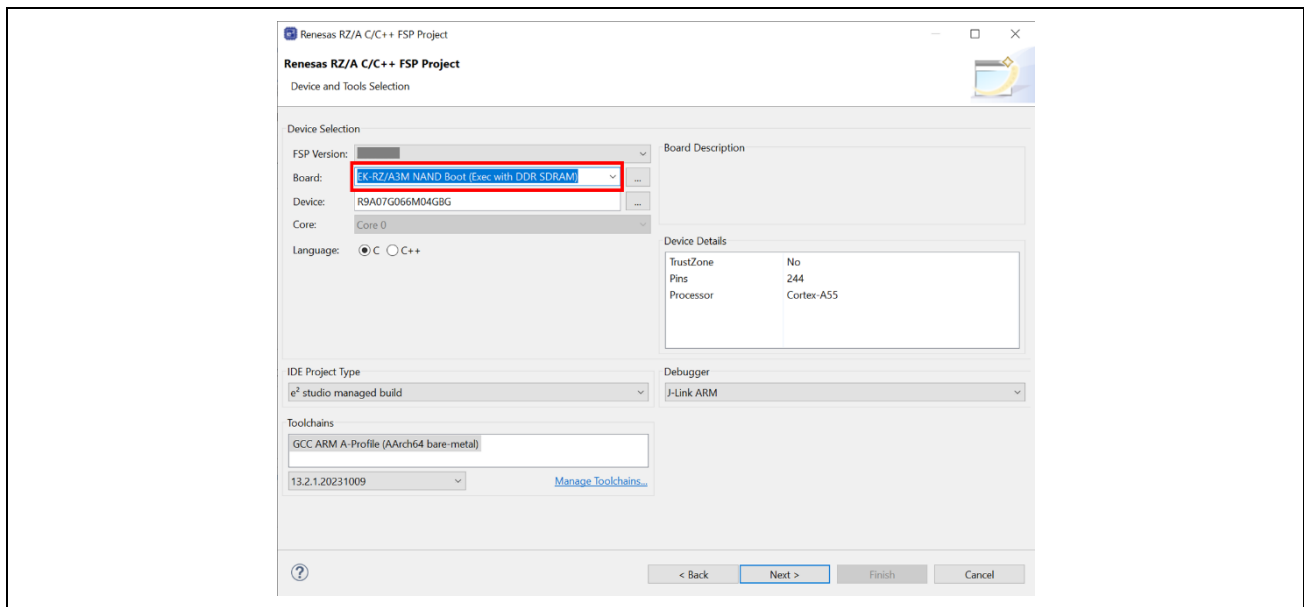 Renesas RZ/A C/C++ FSP Project
Renesas RZ/A C/C++ FSP Project
Device and Tools Selection
Device Selection
FSP Version:
Board: EK-RZ/A3M NAND Boot (Exec with DDR SDRAM) ...
Device: R9A07G066M04GBG ...
Core: Core 0
Language: C C++
Board Description
Device Details
TrustZone No
Pins 244
Processor Cortex-A55
IDE Project Type
e² studio managed build
Debugger
J-Link ARM
Toolchains
GCC ARM A-Profile (AArch64 bare-metal)
13.2.1.20231009
Manage Toolchains...
?
< Back Next > Finish Cancel